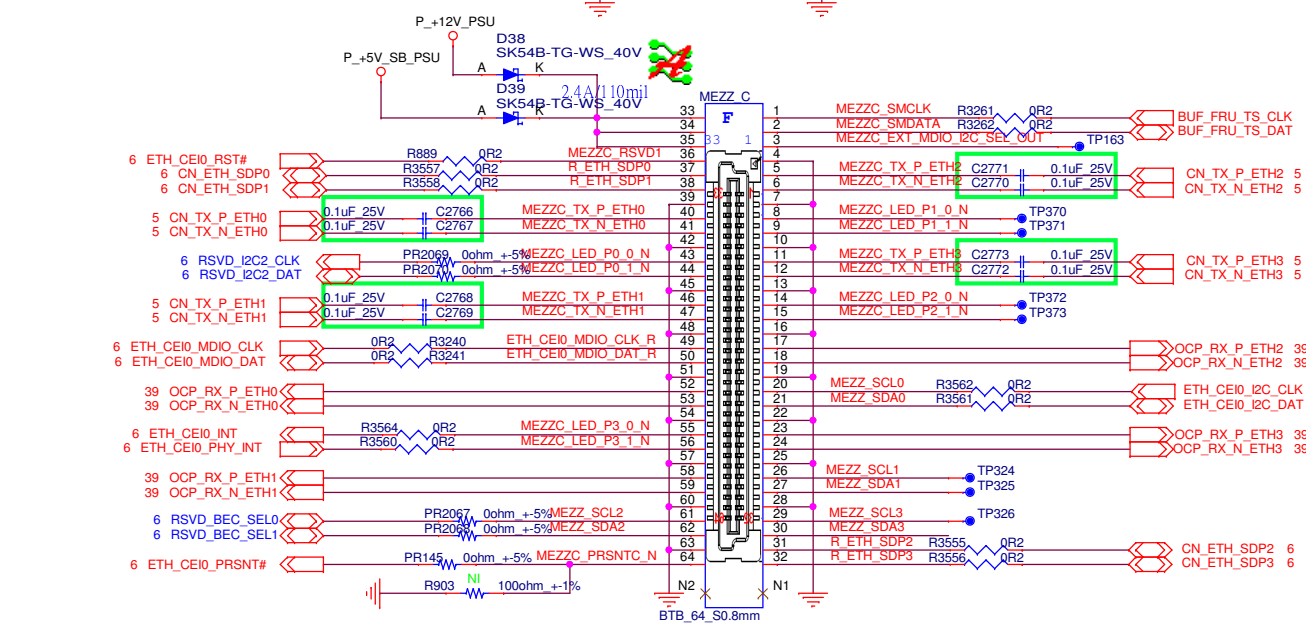 P_+12V_PSU
D38
SK54B-TG-WS_40V
P_+5V_SB_PSU
A K
D39
2.4A/110mil
SK54B-TG-WS_40V
A K
MEZZ_C
F
33 1
33 1 MEZZC_SMCLK R3261 0R2 BUF_FRU_TS_CLK
34 2 MEZZC_SMDATA R3262 0R2 BUF_FRU_TS_DAT
35 3 MEZZC_EXT_MDIO_I2C_SEL_OUT TP163
6 ETH_CEI0_RST# R889 0R2 MEZZC_RSVD1 36 4
6 CN_ETH_SDP0 R3557 0R2 R_ETH_SDP0 37 5 MEZZC_TX_P_ETH2 C2771 0.1uF_25V CN_TX_P_ETH2 5
6 CN_ETH_SDP1 R3558 0R2 R_ETH_SDP1 38 6 MEZZC_TX_N_ETH2 C2770 0.1uF_25V CN_TX_N_ETH2 5
39 7
5 CN_TX_P_ETH0 0.1uF_25V C2766 MEZZC_TX_P_ETH0 40 8 MEZZC_LED_P1_0_N TP370
5 CN_TX_N_ETH0 0.1uF_25V C2767 MEZZC_TX_N_ETH0 41 9 MEZZC_LED_P1_1_N TP371
42 10
6 RSVD_I2C2_CLK PR2069 0ohm_+-5% MEZZC_LED_P0_0_N 43 11 MEZZC_TX_P_ETH3 C2773 0.1uF_25V CN_TX_P_ETH3 5
6 RSVD_I2C2_DAT PR2070 0ohm_+-5% MEZZC_LED_P0_1_N 44 12 MEZZC_TX_N_ETH3 C2772 0.1uF_25V CN_TX_N_ETH3 5
45 13
5 CN_TX_P_ETH1 0.1uF_25V C2768 MEZZC_TX_P_ETH1 46 14 MEZZC_LED_P2_0_N TP372
5 CN_TX_N_ETH1 0.1uF_25V C2769 MEZZC_TX_N_ETH1 47 15 MEZZC_LED_P2_1_N TP373
48 16
6 ETH_CEI0_MDIO_CLK 0R2 R3240 ETH_CEI0_MDIO_CLK_R 49 17 OCP_RX_P_ETH2 39
6 ETH_CEI0_MDIO_DAT 0R2 R3241 ETH_CEI0_MDIO_DAT_R 50 18 OCP_RX_N_ETH2 39
51 19
39 OCP_RX_P_ETH0 52 20 MEZZ_SCL0 R3562 0R2 ETH_CEI0_I2C_CLK
39 OCP_RX_N_ETH0 53 21 MEZZ_SDA0 R3561 0R2 ETH_CEI0_I2C_DAT
54 22
6 ETH_CEI0_INT R3564 0R2 MEZZC_LED_P3_0_N 55 23 OCP_RX_P_ETH3 39
6 ETH_CEI0_PHY_INT R3560 0R2 MEZZC_LED_P3_1_N 56 24 OCP_RX_N_ETH3 39
57 25
39 OCP_RX_P_ETH1 58 26 MEZZ_SCL1 TP324
39 OCP_RX_N_ETH1 59 27 MEZZ_SDA1 TP325
60 28
6 RSVD_BEC_SEL0 PR2067 0ohm_+-5% MEZZ_SCL2 61 29 MEZZ_SCL3 TP326
6 RSVD_BEC_SEL1 PR2068 0ohm_+-5% MEZZ_SDA2 62 30 MEZZ_SDA3
63 31 R_ETH_SDP2 R3555 0R2 CN_ETH_SDP2 6
6 ETH_CEI0_PRSNT# PR145 0ohm_+-5% MEZZC_PRSNTC_N 64 32 R_ETH_SDP3 R3556 0R2 CN_ETH_SDP3 6
R903 NI 100ohm_+-1% N2 N1
BTB_64_S0.8mm